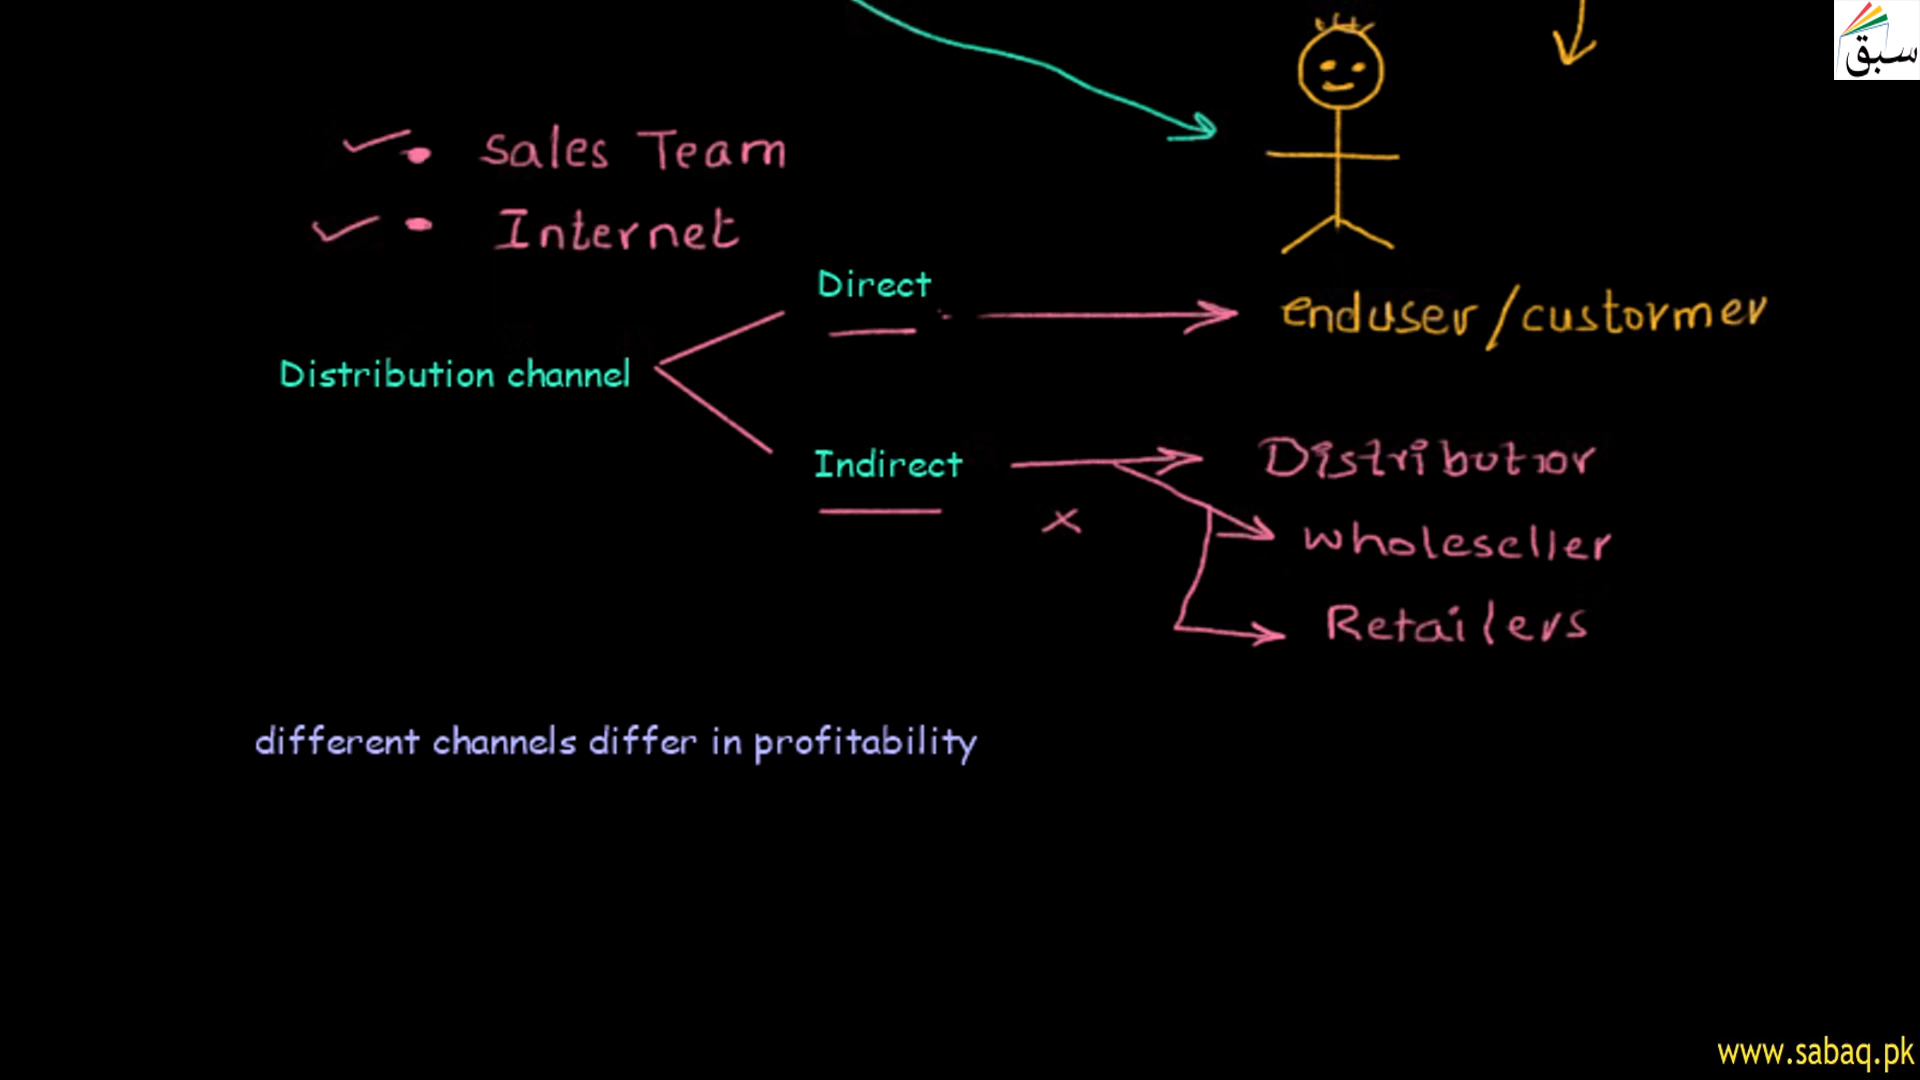 سبق
• Sales Team
• Internet
Direct
enduser/custormer
Distribution channel
Indirect
Distributior
wholeseller
x
Retailers
different channels differ in profitability
www.sabaq.pk